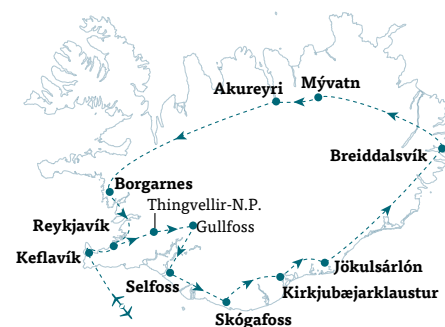 Mývatn
Akureyri
Breiddalsvík
Borgarnes
Thingvellir-N.P.
Reykjavík
Gullfoss
Keflavík
Jökulsárlón
Selfoss
Kirkjubæjarklaustur
Skógafoss